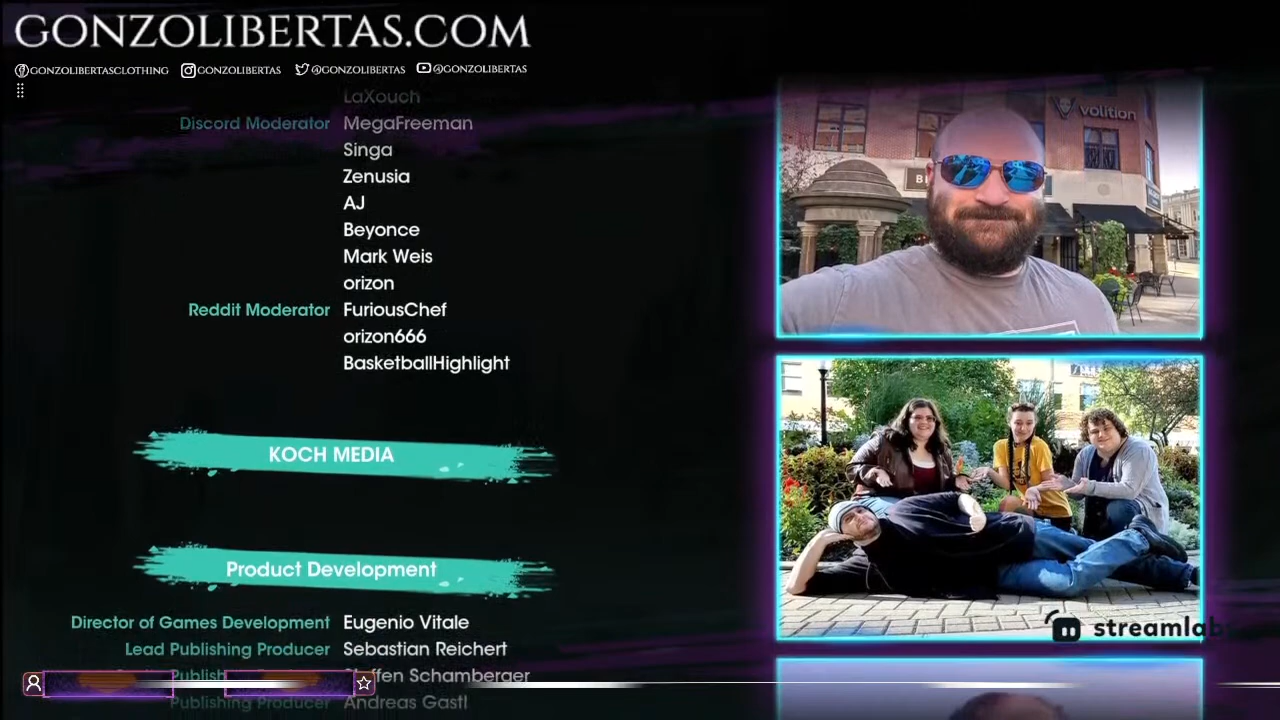 GONZOLIBERTAS.COM
GONZOLIBERTASCLOTHING GONZOLIBERTAS @GONZOLIBERTAS @GONZOLIBERTAS
LaXouch
Discord Moderator MegaFreeman
Singa
Zenusia
AJ
Beyonce
Mark Weis
orizon
Reddit Moderator FuriousChef
orizon666
BasketballHighlight
KOCH MEDIA
Product Development
Director of Games Development Eugenio Vitale
Lead Publishing Producer Sebastian Reichert
Schamberger
Publishing Producer Andreas Gastl
volition
streamlabs